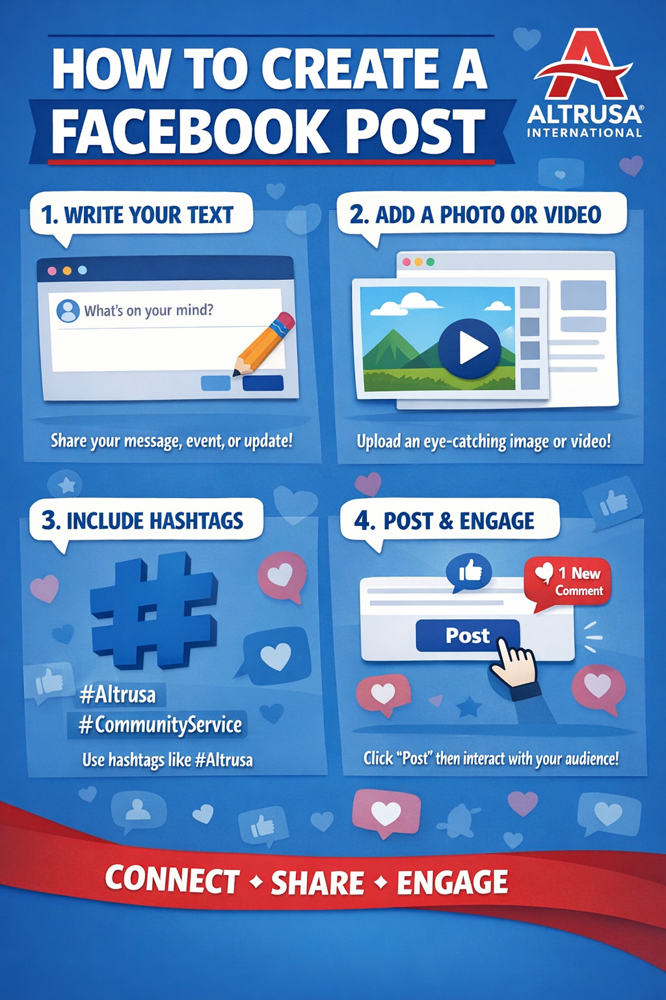 HOW TO CREATE A
FACEBOOK POST
ALTRUSA®
INTERNATIONAL
1. WRITE YOUR TEXT
What's on your mind?
Share your message, event, or update!
2. ADD A PHOTO OR VIDEO
Upload an eye-catching image or video!
3. INCLUDE HASHTAGS
#Altrusa
#CommunityService
Use hashtags like #Altrusa
4. POST & ENGAGE
1 New
Comment
Post
Click “Post” then interact with your audience!
CONNECT ✦ SHARE ✦ ENGAGE